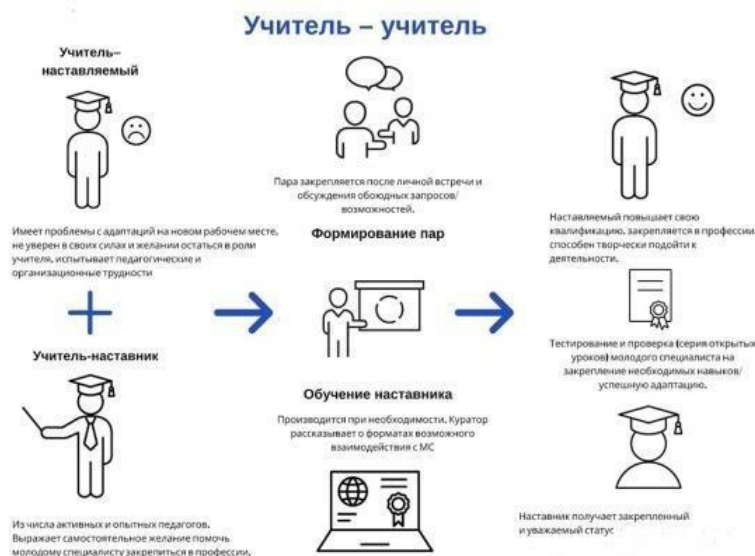 Учитель – учитель
Учитель–
наставляемый
Имеет проблемы с адаптаций на новом рабочем месте,
не уверен в своих силах и желании остаться в роли
учителя, испытывает педагогические и
организационные трудности
Учитель-наставник
Из числа активных и опытных педагогов.
Выражает самостоятельное желание помочь
молодому специалисту закрепиться в профессии.
Пара закрепляется после личной встречи и
обсуждения обоюдных запросов/
возможностей.
Формирование пар
Обучение наставника
Производится при необходимости. Куратор
рассказывает о форматах возможного
взаимодействия с МС
Наставляемый повышает свою
квалификацию, закрепляется в профессии
способен творчески подойти к
деятельности.
Тестирование и проверка (серия открытых
уроков) молодого специалиста на
закрепление необходимых навыков/
успешную адаптацию.
Наставник получает закрепленный
и уважаемый статус